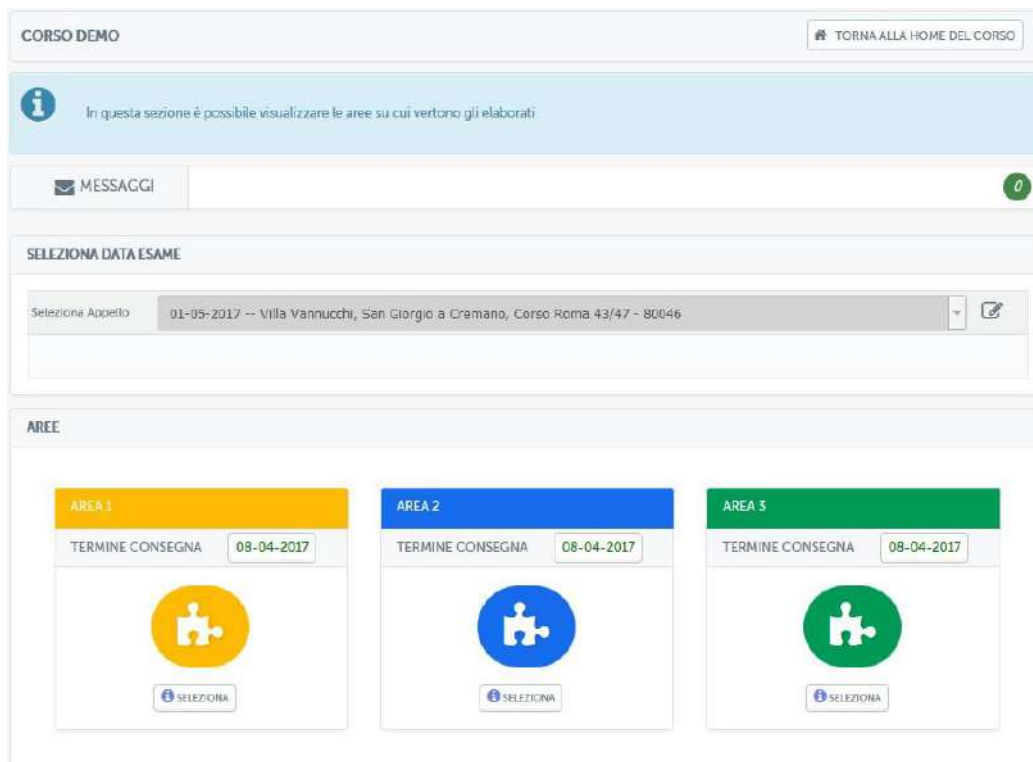 CORSO DEMO
TORNA ALLA HOME DEL CORSO
In questa sezione è possibile visualizzare le aree su cui vertono gli elaborati
MESSAGGI
0
SELEZIONA DATA ESAME
Seleziona Appello
01-05-2017 -- Villa Vannucchi, San Giorgio a Cremano, Corso Roma 43/47 - 80046
AREE
AREA 1
TERMINE CONSEGNA 08-04-2017
SELEZIONA
AREA 2
TERMINE CONSEGNA 08-04-2017
SELEZIONA
AREA 3
TERMINE CONSEGNA 08-04-2017
SELEZIONA